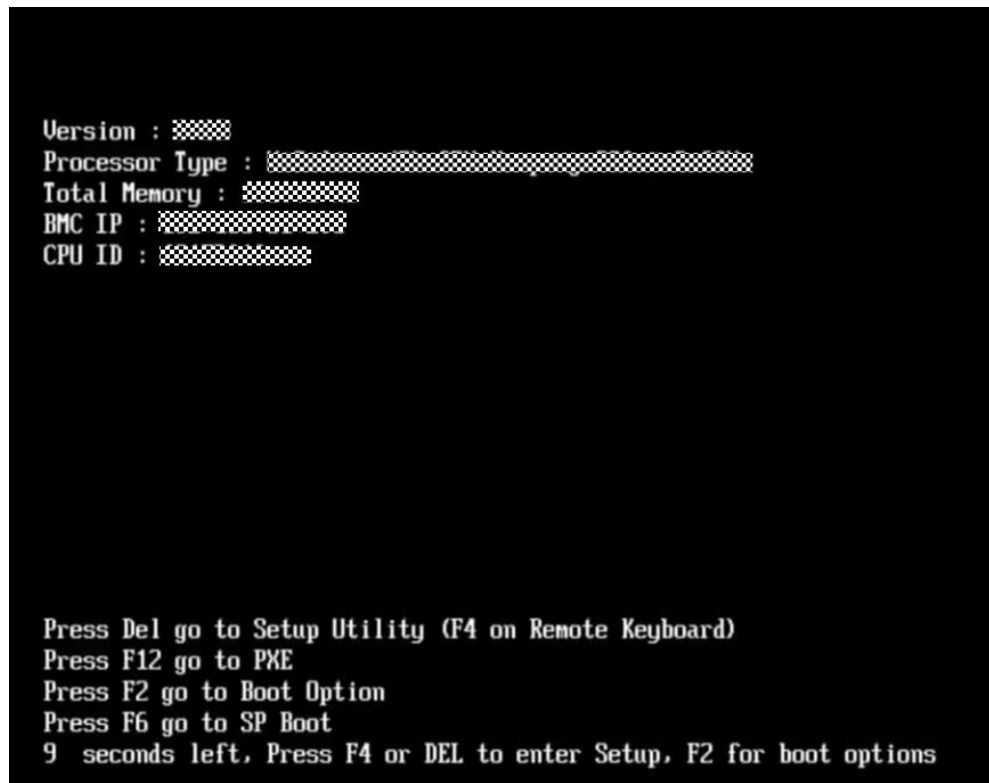 Version :
Processor Type :
Total Memory :
BMC IP :
CPU ID :
Press Del go to Setup Utility (F4 on Remote Keyboard)
Press F12 go to PXE
Press F2 go to Boot Option
Press F6 go to SP Boot
9 seconds left, Press F4 or DEL to enter Setup, F2 for boot options